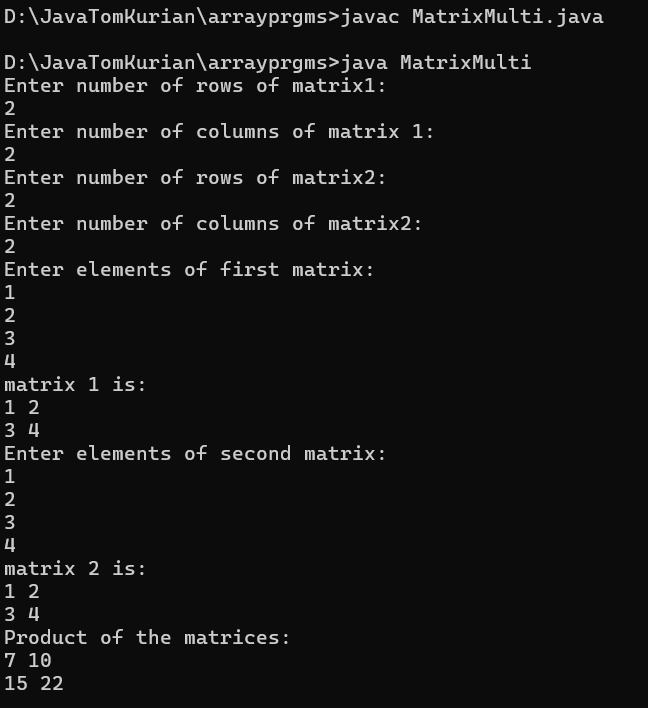 D:\JavaTomKurian\arrayprgms>javac MatrixMulti.java
D:\JavaTomKurian\arrayprgms>java MatrixMulti
Enter number of rows of matrix1:
2
Enter number of columns of matrix 1:
2
Enter number of rows of matrix2:
2
Enter number of columns of matrix2:
2
Enter elements of first matrix:
1
2
3
4
matrix 1 is:
1 2
3 4
Enter elements of second matrix:
1
2
3
4
matrix 2 is:
1 2
3 4
Product of the matrices:
7 10
15 22